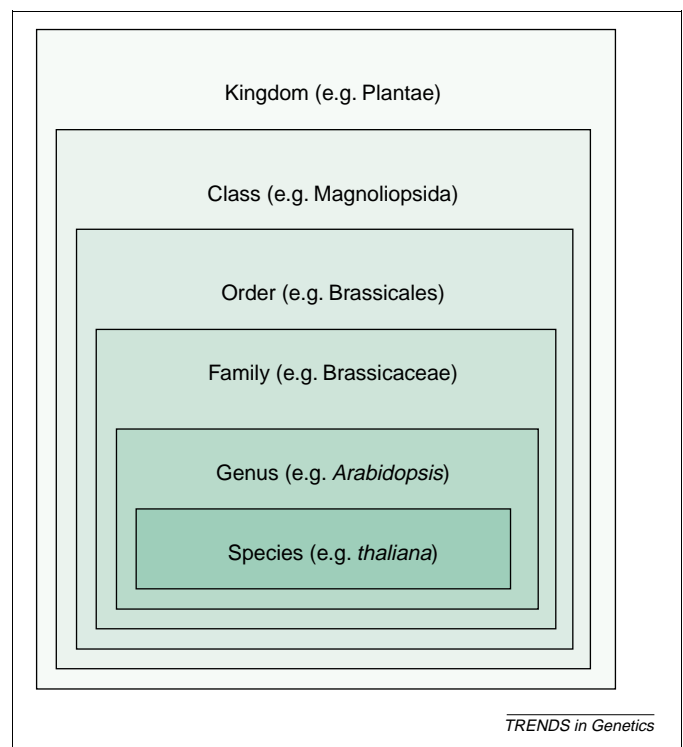 Kingdom (e.g. Plantae)
Class (e.g. Magnoliopsida)
Order (e.g. Brassicales)
Family (e.g. Brassicaceae)
Genus (e.g. Arabidopsis)
Species (e.g. thaliana)
TRENDS in Genetics